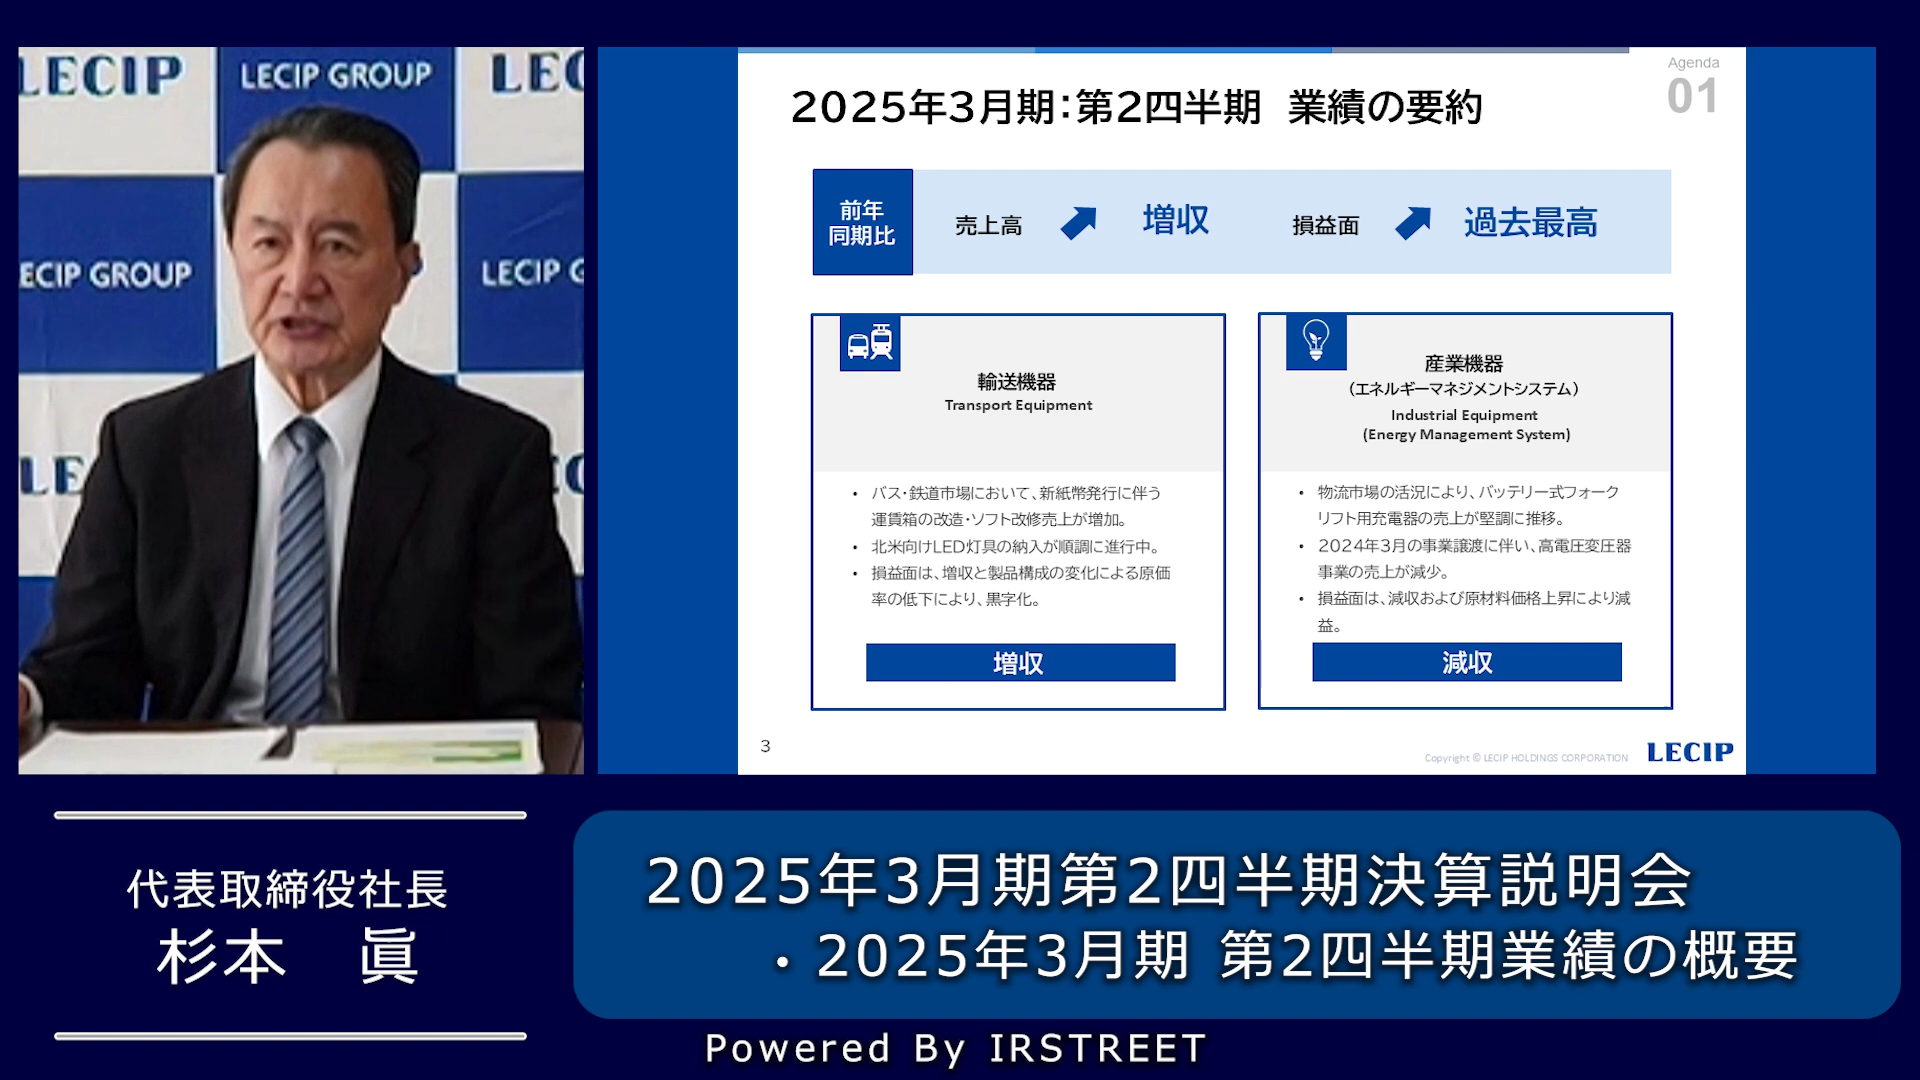 LECIP
LECIP GROUP
LEC
ECIP GROUP
LECIP G
LE
Agenda
01
2025年3月期：第2四半期 業績の要約
前年
同期比
売上高
増収
損益面
過去最高
輸送機器
Transport Equipment
・バス・鉄道市場において、新紙幣発行に伴う
運賃箱の改造・ソフト改修売上が増加。
・北米向けLED灯具の納入が順調に進行中。
・損益面は、増収と製品構成の変化による原価
率の低下により、黒字化。
増収
産業機器
（エネルギーマネジメントシステム）
Industrial Equipment
(Energy Management System)
・物流市場の活況により、バッテリー式フォーク
リフト用充電器の売上が堅調に推移。
・2024年3月の事業譲渡に伴い、高電圧変圧器
事業の売上が減少。
・損益面は、減収および原材料価格上昇により減
益。
減収
3
Copyright © LECIP HOLDINGS CORPORATION
LECIP
代表取締役社長
杉本 眞
2025年3月期第2四半期決算説明会
・2025年3月期 第2四半期業績の概要
Powered By IRSTREET